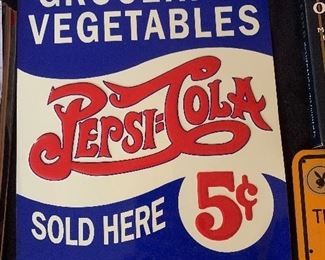 VEGETABLES
PEPSI=COLA
SOLD HERE
5¢